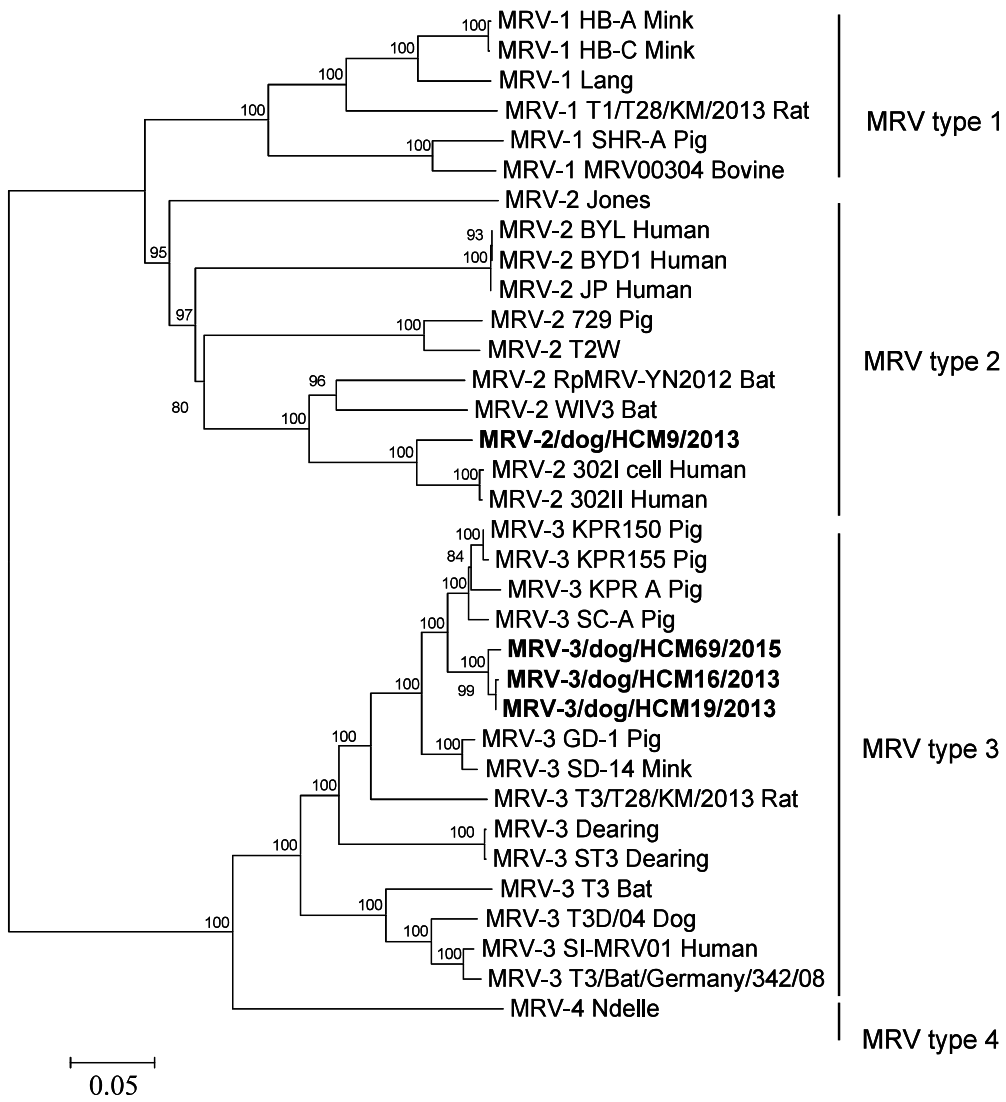 100 MRV-1 HB-A Mink
MRV-1 HB-C Mink
100
MRV-1 Lang
100
MRV-1 T1/T28/KM/2013 Rat
100
MRV type 1
100 MRV-1 SHR-A Pig
MRV-1 MRV00304 Bovine
MRV-2 Jones
93 MRV-2 BYL Human
95
100 MRV-2 BYD1 Human
MRV-2 JP Human
97
100 MRV-2 729 Pig
MRV-2 T2W
MRV type 2
96 MRV-2 RpMRV-YN2012 Bat
80
MRV-2 WIV3 Bat
100
100 MRV-2/dog/HCM9/2013
100 MRV-2 302I cell Human
MRV-2 302II Human
100 MRV-3 KPR150 Pig
84 MRV-3 KPR155 Pig
100 MRV-3 KPR A Pig
MRV-3 SC-A Pig
100
MRV-3/dog/HCM69/2015
100
99 MRV-3/dog/HCM16/2013
100
MRV-3/dog/HCM19/2013
100 MRV-3 GD-1 Pig
100
MRV type 3
MRV-3 SD-14 Mink
100
MRV-3 T3/T28/KM/2013 Rat
100 MRV-3 Dearing
100
MRV-3 ST3 Dearing
MRV-3 T3 Bat
100
MRV-3 T3D/04 Dog
100
100
100 MRV-3 SI-MRV01 Human
MRV-3 T3/Bat/Germany/342/08
MRV-4 Ndelle
MRV type 4
0.05